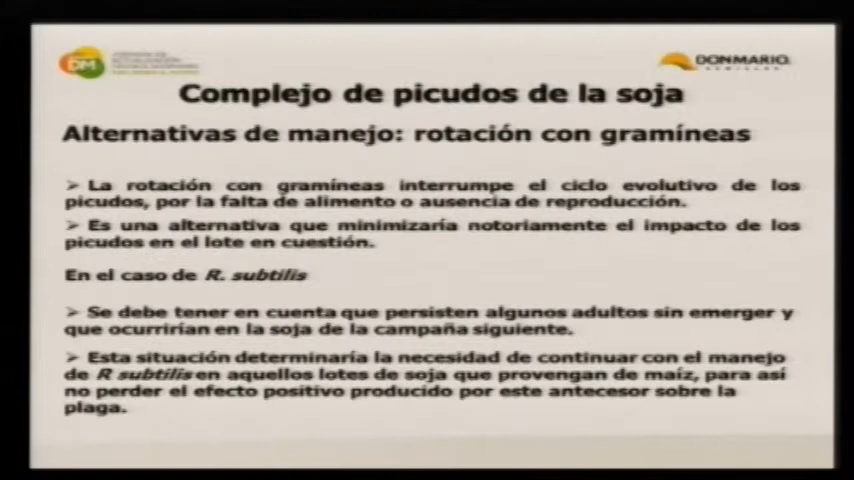 DM
DONMARIO
SEMILLAS
Complejo de picudos de la soja
Alternativas de manejo: rotación con gramíneas
➢ La rotación con gramíneas interrumpe el ciclo evolutivo de los
picudos, por la falta de alimento o ausencia de reproducción.
➢ Es una alternativa que minimizaría notoriamente el impacto de los
picudos en el lote en cuestión.
En el caso de R. subtilis
➢ Se debe tener en cuenta que persisten algunos adultos sin emerger y
que ocurrirían en la soja de la campaña siguiente.
➢ Esta situación determinaría la necesidad de continuar con el manejo
de R subtilis en aquellos lotes de soja que provengan de maíz, para así
no perder el efecto positivo producido por este antecesor sobre la
plaga.